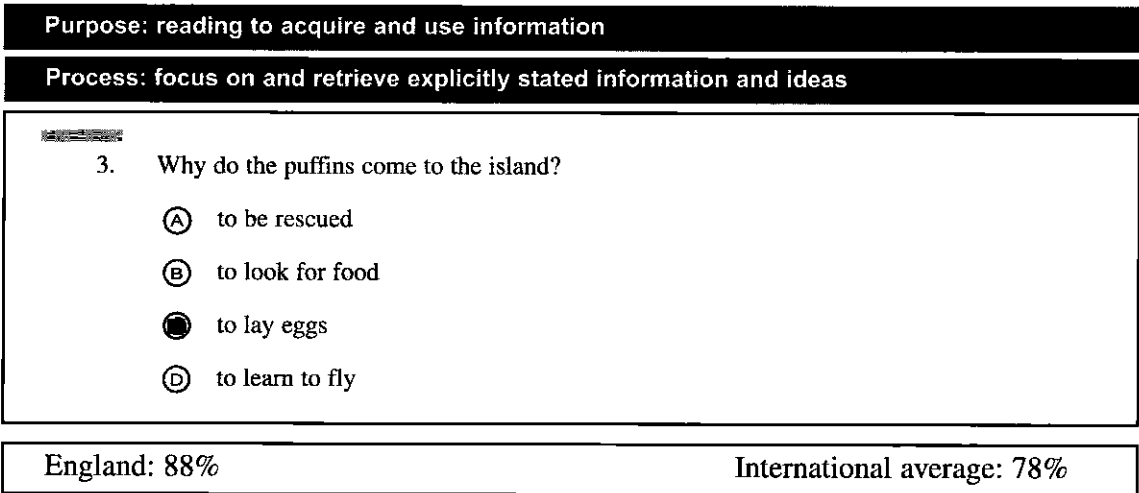 Purpose: reading to acquire and use information
Process: focus on and retrieve explicitly stated information and ideas
3. Why do the puffins come to the island?
A to be rescued
B to look for food
to lay eggs
D to learn to fly
England: 88% International average: 78%